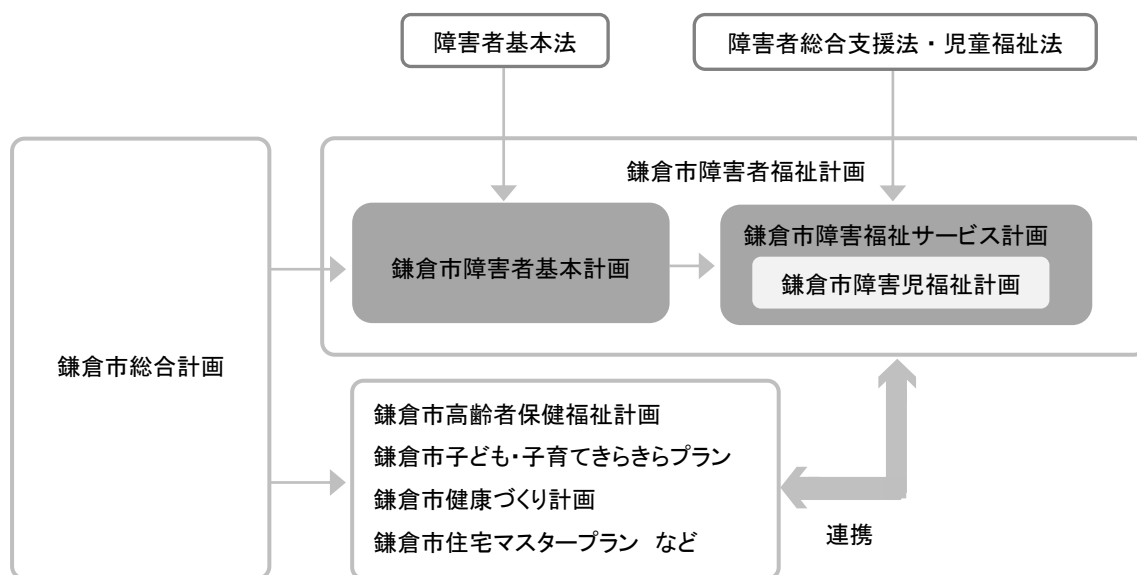 障害者基本法
障害者総合支援法・児童福祉法
鎌倉市障害者福祉計画
鎌倉市障害者基本計画
鎌倉市障害福祉サービス計画
鎌倉市障害児福祉計画
鎌倉市総合計画
鎌倉市高齢者保健福祉計画
鎌倉市子ども・子育てきらきらプラン
鎌倉市健康づくり計画
鎌倉市住宅マスタープラン など
連携